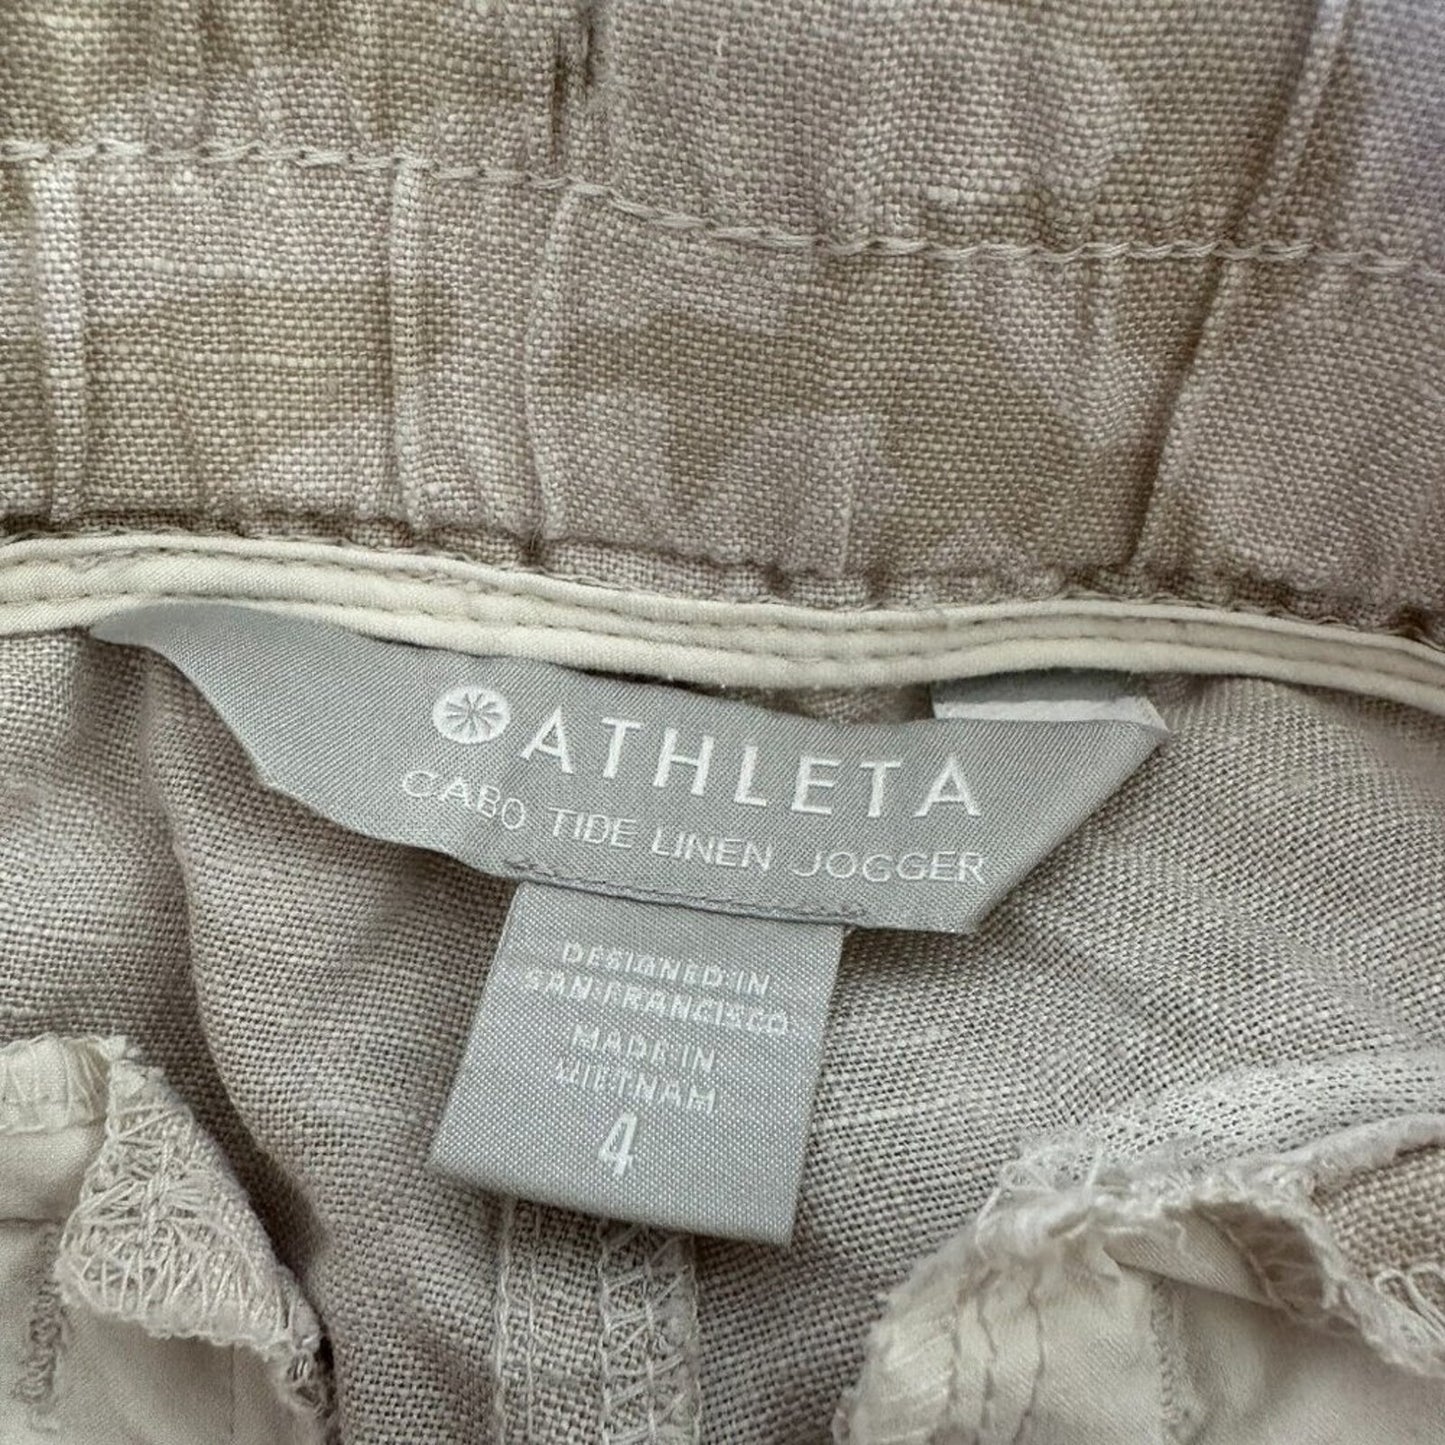 ATHLETA
CABO TIDE LINEN JOGGER
DESIGNED IN
SAN FRANCISCO
MADE IN
VIETNAM
4